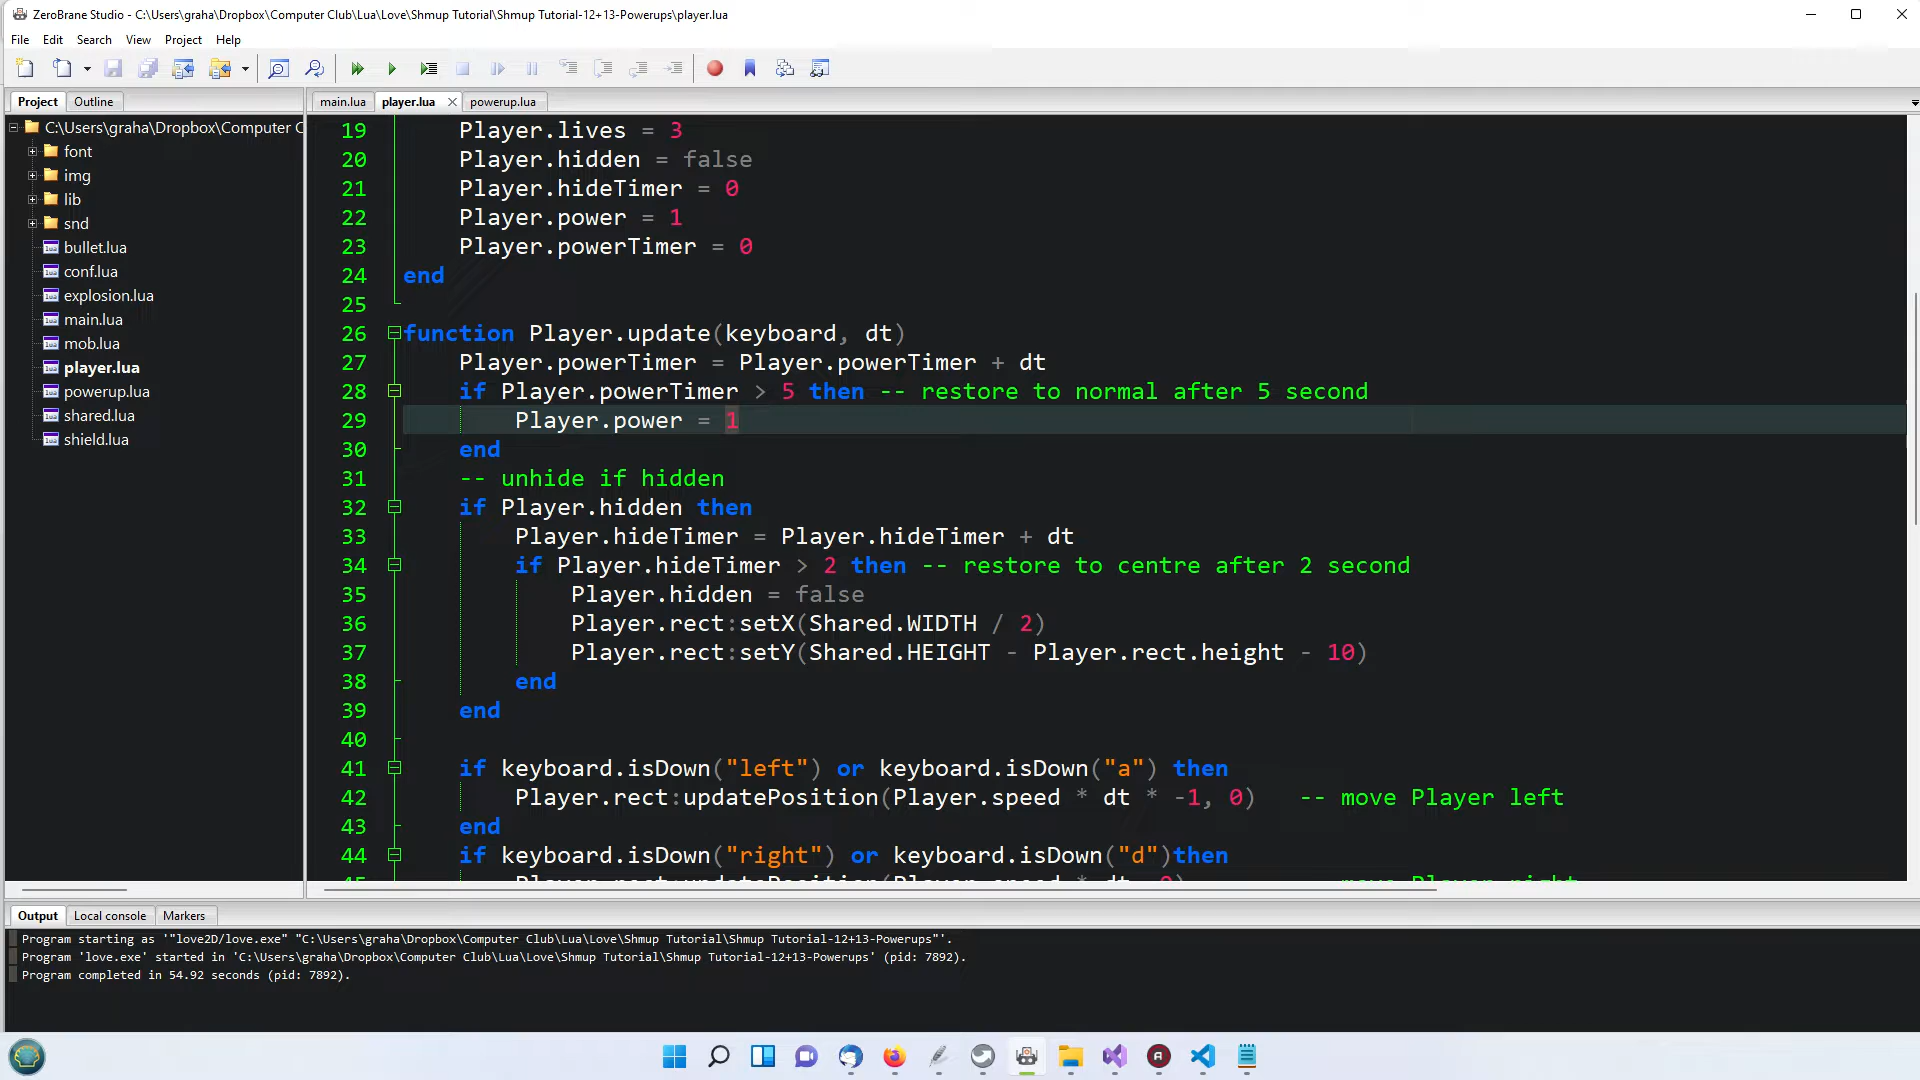 ZeroBrane Studio - C:\Users\graha\Dropbox\Computer Club\Lua\Love\Shmup Tutorial\Shmup Tutorial-12+13-Powerups\player.lua
File Edit Search View Project Help
Project Outline
main.lua player.lua powerup.lua
C:\Users\graha\Dropbox\Computer C
font
img
lib
snd
bullet.lua
conf.lua
explosion.lua
main.lua
mob.lua
player.lua
powerup.lua
shared.lua
shield.lua
19 Player.lives = 3
20 Player.hidden = false
21 Player.hideTimer = 0
22 Player.power = 1
23 Player.powerTimer = 0
24 end
25
26 function Player.update(keyboard, dt)
27 Player.powerTimer = Player.powerTimer + dt
28 if Player.powerTimer > 5 then -- restore to normal after 5 second
29 Player.power = 1
30 end
31 -- unhide if hidden
32 if Player.hidden then
33 Player.hideTimer = Player.hideTimer + dt
34 if Player.hideTimer > 2 then -- restore to centre after 2 second
35 Player.hidden = false
36 Player.rect:setX(Shared.WIDTH / 2)
37 Player.rect:setY(Shared.HEIGHT - Player.rect.height - 10)
38 end
39 end
40
41 if keyboard.isDown("left") or keyboard.isDown("a") then
42 Player.rect:updatePosition(Player.speed * dt * -1, 0) -- move Player left
43 end
44 if keyboard.isDown("right") or keyboard.isDown("d")then
45 Player.rect:updatePosition(Player.speed * dt, 0) -- move Player right
Output Local console Markers
Program starting as '"love2D/love.exe" "C:\Users\graha\Dropbox\Computer Club\Lua\Love\Shmup Tutorial\Shmup Tutorial-12+13-Powerups"'.
Program 'love.exe' started in 'C:\Users\graha\Dropbox\Computer Club\Lua\Love\Shmup Tutorial\Shmup Tutorial-12+13-Powerups' (pid: 7892).
Program completed in 54.92 seconds (pid: 7892).